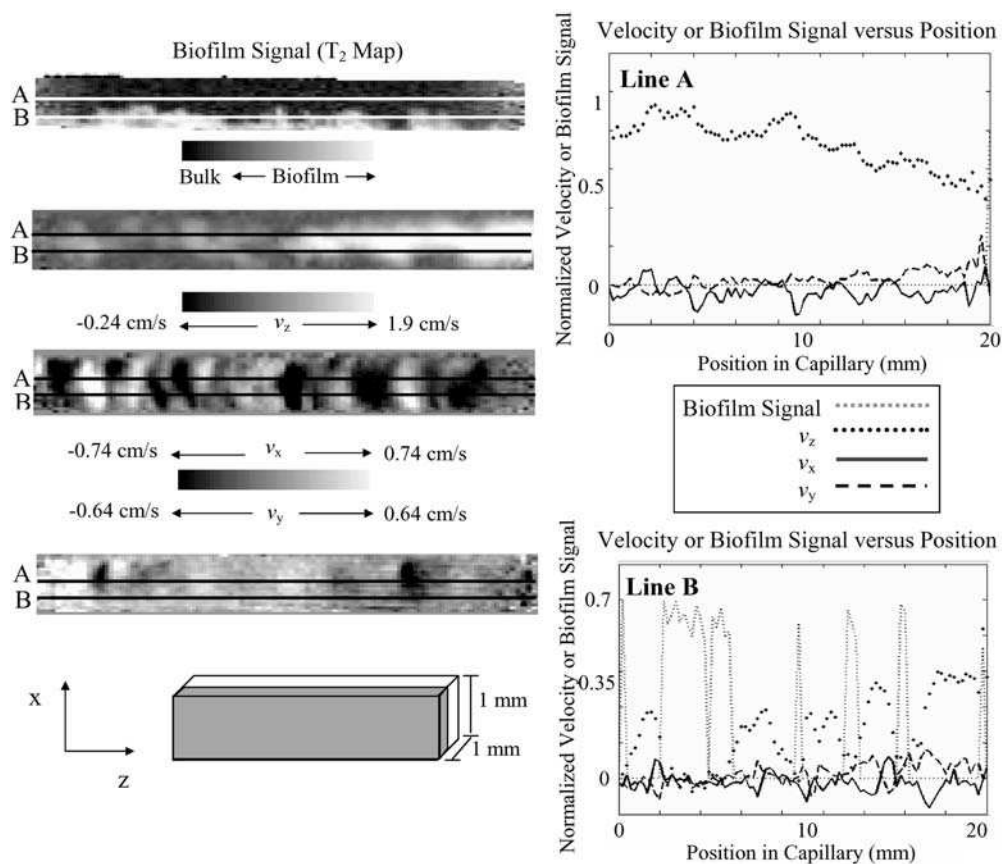 Biofilm Signal (T2 Map)
A
B
Bulk
Biofilm
A
B
-0.24 cm/s
vz
1.9 cm/s
A
B
-0.74 cm/s
vx
0.74 cm/s
-0.64 cm/s
vy
0.64 cm/s
A
B
x
z
1 mm
1 mm
Velocity or Biofilm Signal versus Position
Line A
Normalized Velocity or Biofilm Signal
1
0.5
0
0
10
20
Position in Capillary (mm)
Biofilm Signal
vz
vx
vy
Velocity or Biofilm Signal versus Position
Line B
Normalized Velocity or Biofilm Signal
0.7
0.35
0
0
10
20
Position in Capillary (mm)